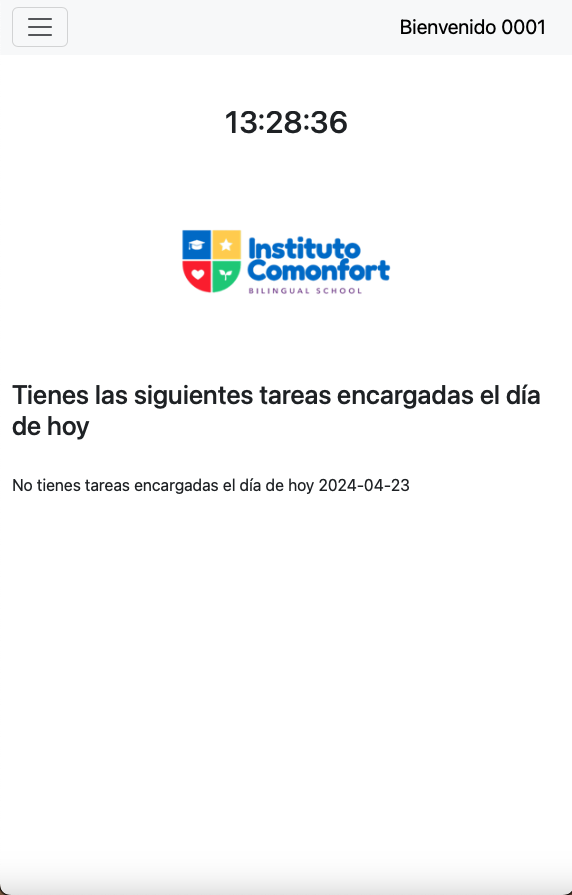 Bienvenido 0001
13:28:36
Instituto
Comonfort
BILINGUAL SCHOOL
Tienes las siguientes tareas encargadas el día
de hoy
No tienes tareas encargadas el día de hoy 2024-04-23